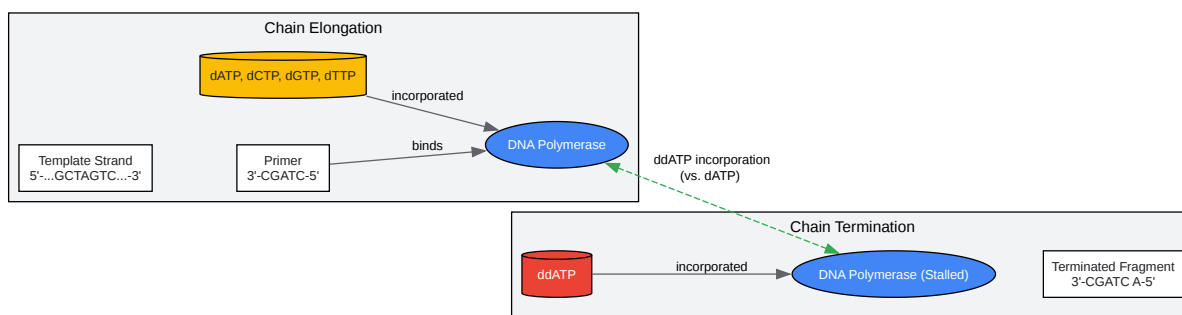 Chain Elongation
dATP, dCTP, dGTP, dTTP
incorporated
DNA Polymerase
binds
Template Strand
5'-...GCTAGTC...-3'
Primer
3'-CGATC-5'
ddATP incorporation
(vs. dATP)
Chain Termination
ddATP
incorporated
DNA Polymerase (Stalled)
Terminated Fragment
3'-CGATC A-5'